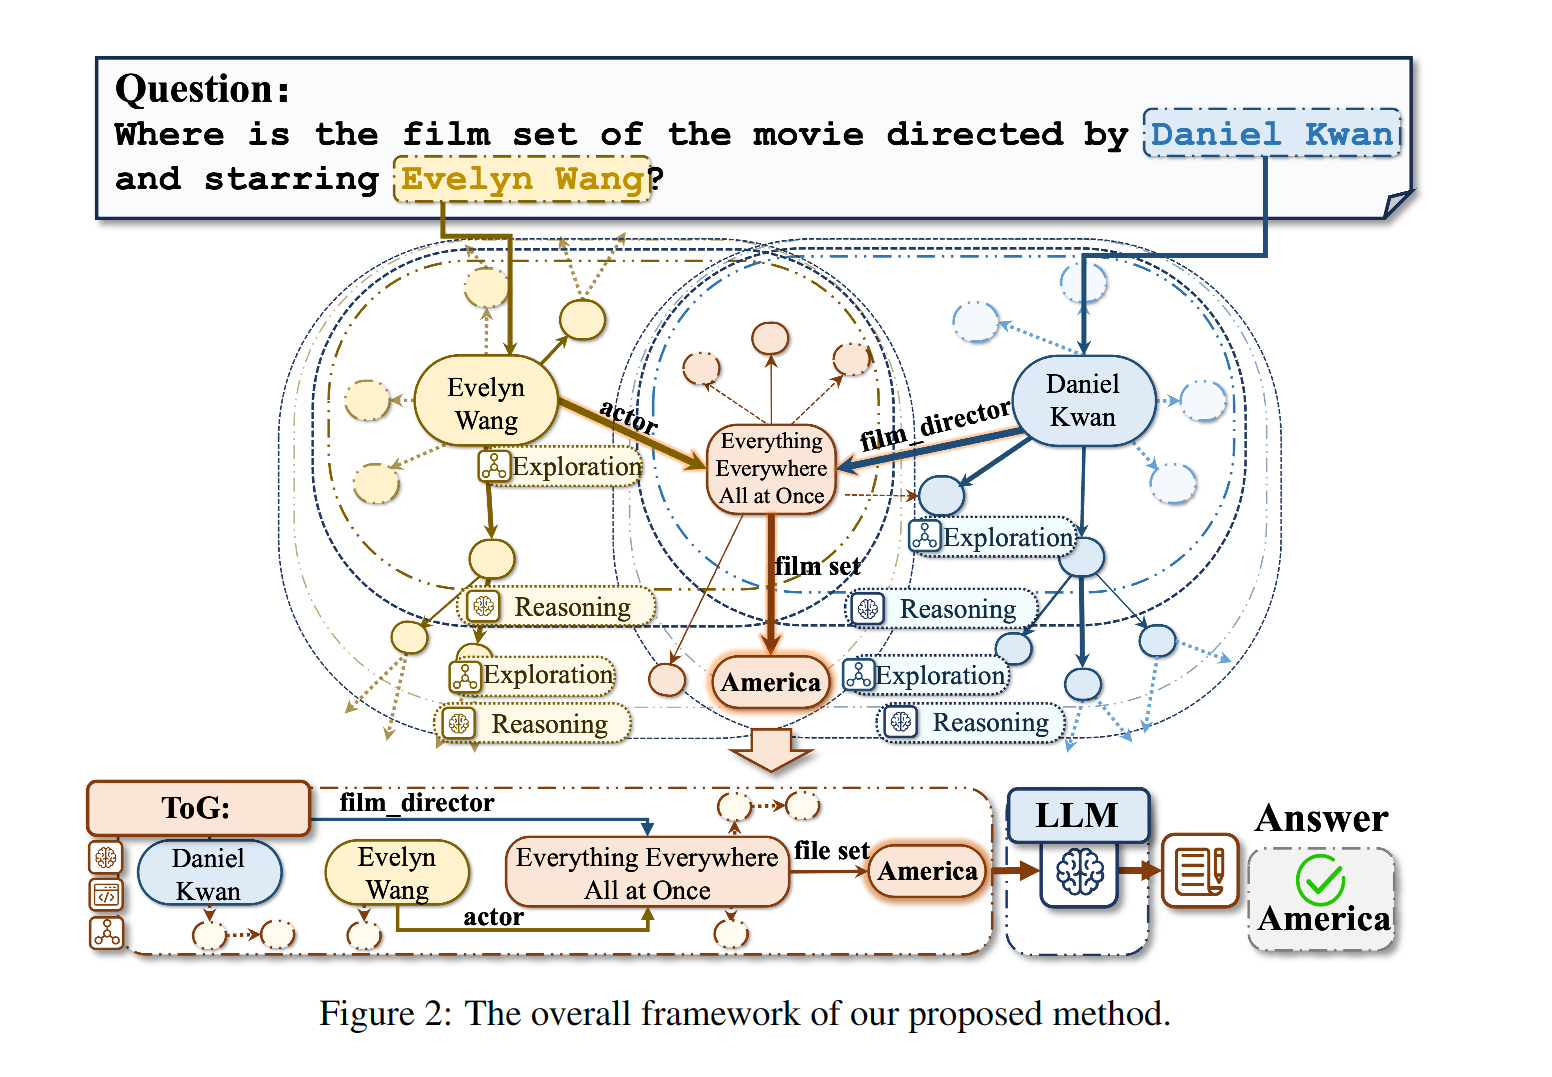 Question:
Where is the film set of the movie directed by Daniel Kwan
and starring Evelyn Wang?
Evelyn
Wang
actor
Everything
Everywhere
All at Once
film_director
Daniel
Kwan
Exploration
Exploration
film set
Reasoning
Reasoning
Exploration
America
Exploration
Reasoning
Reasoning
ToG:
film_director
Daniel
Kwan
Evelyn
Wang
actor
Everything Everywhere
All at Once
file set
America
LLM
Answer
America
Figure 2: The overall framework of our proposed method.